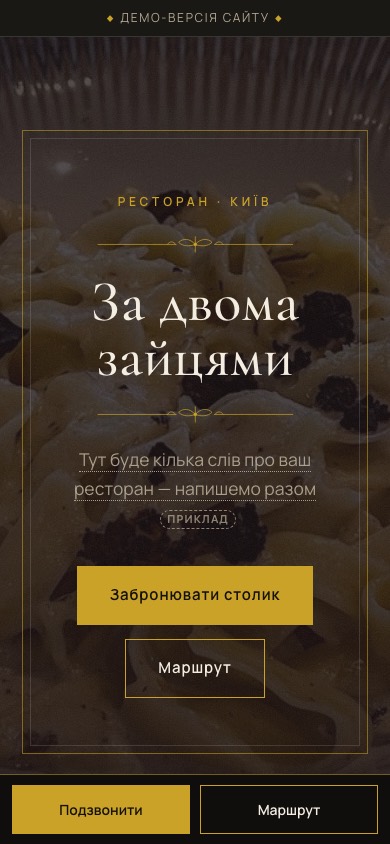 ◆ ДЕМО-ВЕРСІЯ САЙТУ ◆
РЕСТОРАН · КИЇВ
За двома
зайцями
Тут буде кілька слів про ваш
ресторан — напишемо разом
ПРИКЛАД
Забронювати столик
Маршрут
Подзвонити
Маршрут